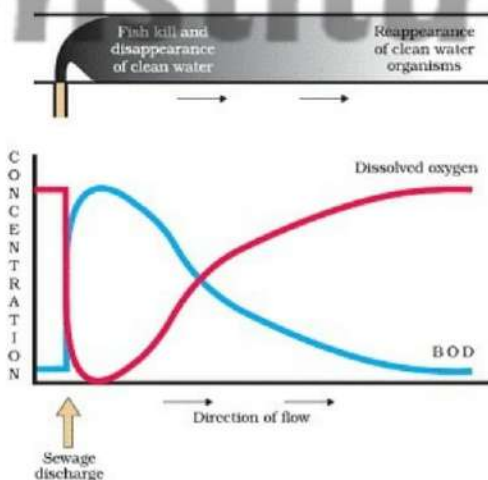 Fish kill and
disappearance
of clean water
Reappearance
of clean water
organisms
CONCENTRATION
Dissolved oxygen
BOD
Direction of flow
Sewage
discharge